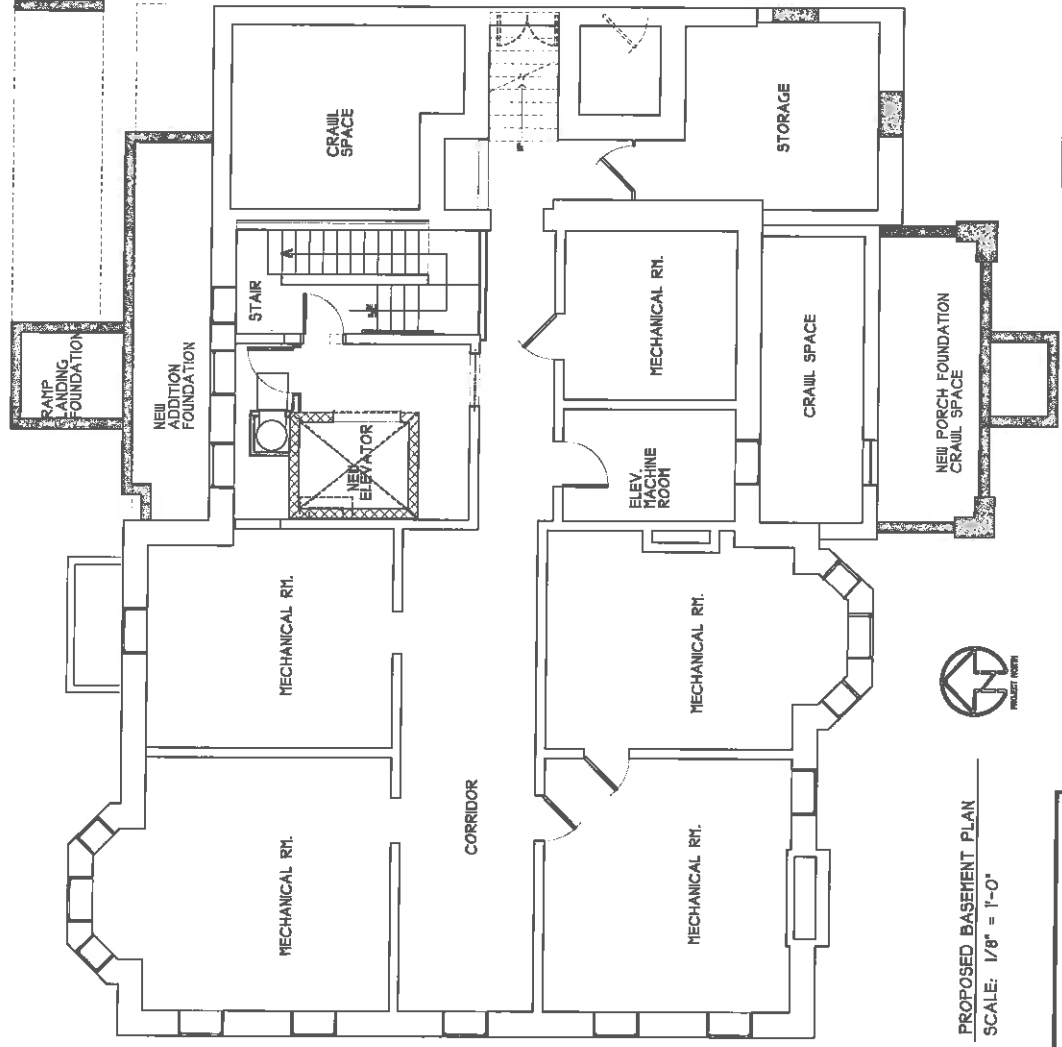 RAMP
LANDING
FOUNDATION
NEW
ADDITION
FOUNDATION
CRAWL
SPACE
STAIR
NEW
ELEVATOR
STORAGE
MECHANICAL RM.
ELEV.
MACHINE
ROOM
CRAWL SPACE
NEW PORCH FOUNDATION
CRAWL SPACE
MECHANICAL RM.
MECHANICAL RM.
CORRIDOR
MECHANICAL RM.
MECHANICAL RM.
PROJECT NORTH
PROPOSED BASEMENT PLAN
SCALE: 1/8" = 1'-0"